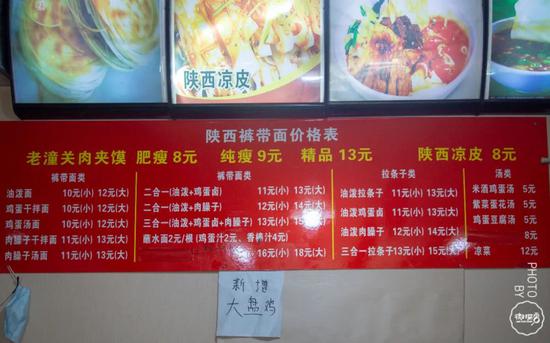 陕西凉皮
陕西裤带面价格表
老潼关肉夹馍 肥瘦 8元 纯瘦 9元 精品 13元 陕西凉皮 8元
裤带面类
油泼面 10元(小) 12元(大)
鸡蛋干拌面 10元(小) 12元(大)
鸡蛋汤面 10元(小) 12元(大)
肉臊子干拌面 11元(小) 13元(大)
肉臊子汤面 11元(小) 13元(大)
裤带面类
二合一(油泼+鸡蛋卤) 11元(小) 13元(大)
二合一(油泼+肉臊子) 12元(小) 14元(大)
三合一(油泼+鸡蛋卤+肉臊子) 13元(小) 15元(大)
蘸水面2元/根 (鸡蛋汁2元、香椿汁4元)
16元(小) 18元(大)
拉条子类
油泼拉条子 11元(小) 13元(大)
油泼鸡蛋卤 11元(小) 13元(大)
油泼肉臊子 12元(小) 14元(大)
三合一拉条子 13元(小) 15元(大)
汤类
米酒鸡蛋汤 5元
紫菜蛋花汤 5元
鸡蛋豆腐汤 5元
8元
凉菜 12元
新增
大盘鸡
PHOTO BY